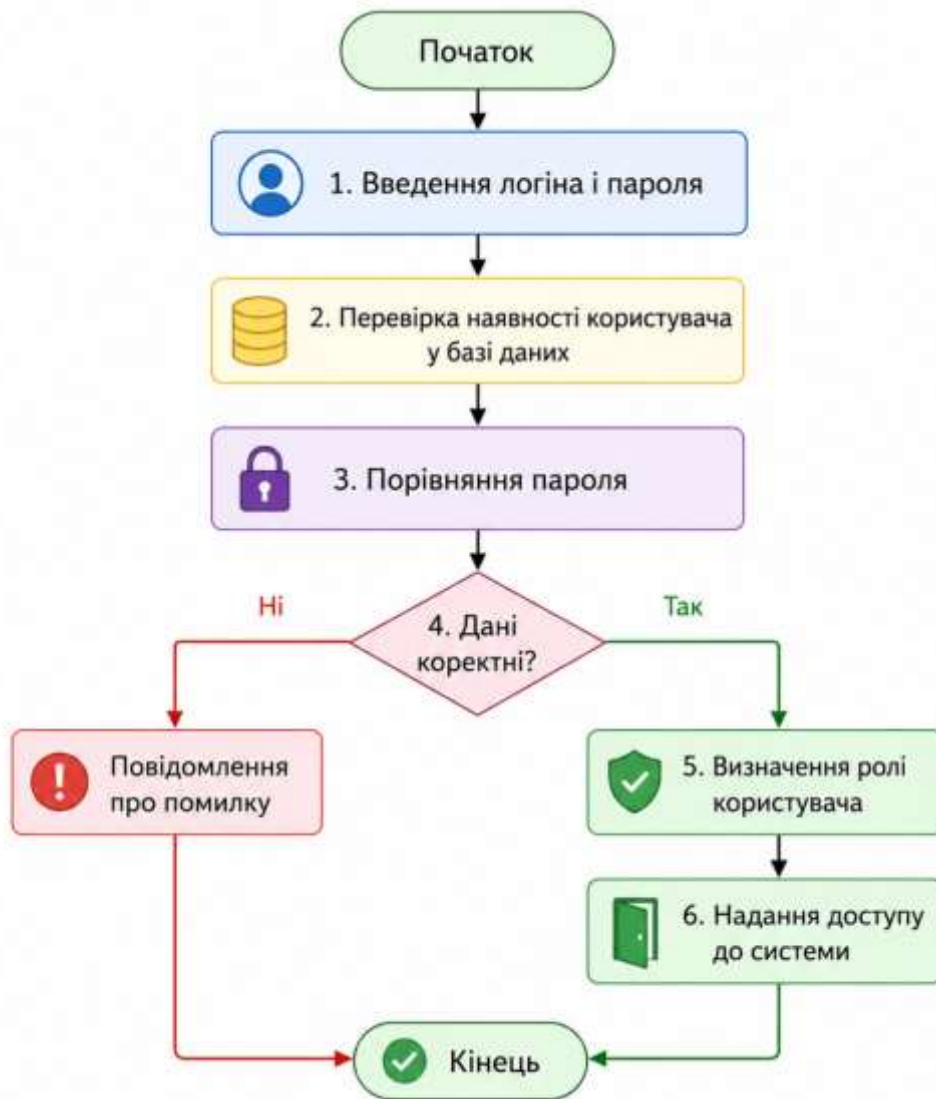 Початок
1. Введення логіна і пароля
2. Перевірка наявності користувача
у базі даних
3. Порівняння пароля
Ні
Так
4. Дані
коректні?
Повідомлення
про помилку
5. Визначення ролі
користувача
6. Надання доступу
до системи
Кінець